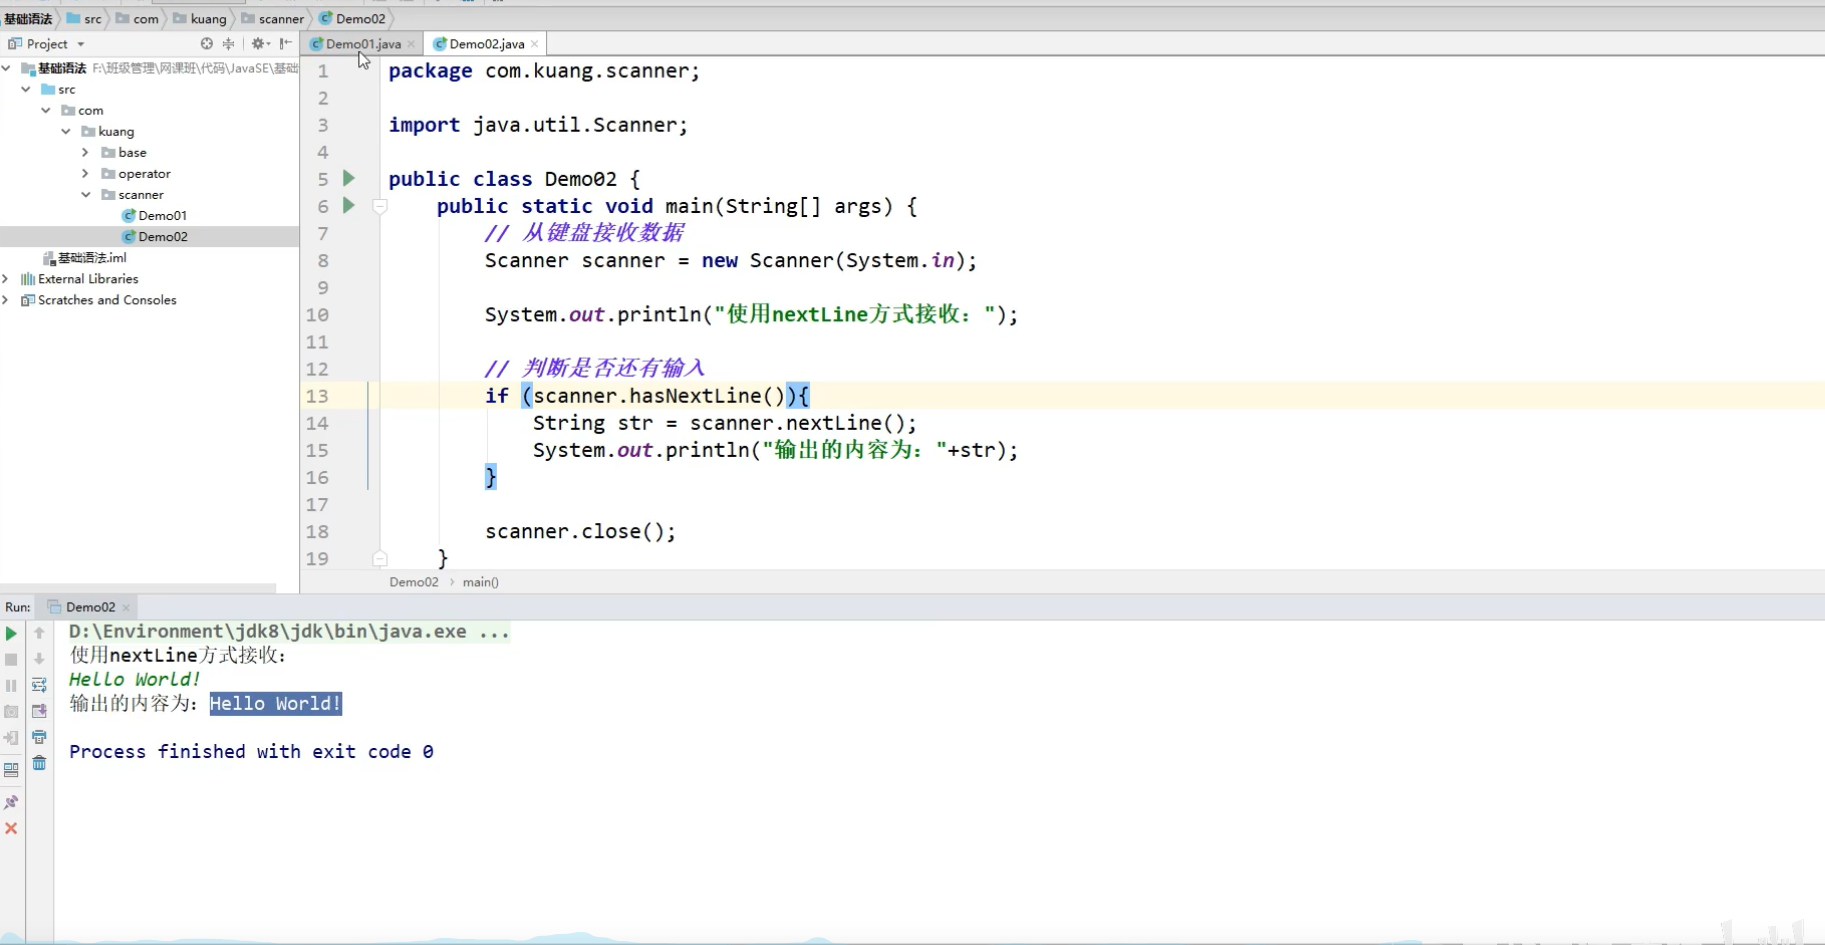 基础语法 src com kuang scanner Demo02
Project
Demo01.java Demo02.java
基础语法 F:\班级管理\网课班\代码\JavaSE\基础
src
com
kuang
base
operator
scanner
Demo01
Demo02
基础语法.iml
External Libraries
Scratches and Consoles
1 package com.kuang.scanner;
2
3 import java.util.Scanner;
4
5 public class Demo02 {
6 public static void main(String[] args) {
7 // 从键盘接收数据
8 Scanner scanner = new Scanner(System.in);
9
10 System.out.println("使用nextLine方式接收：");
11
12 // 判断是否还有输入
13 if (scanner.hasNextLine()){
14 String str = scanner.nextLine();
15 System.out.println("输出的内容为："+str);
16 }
17
18 scanner.close();
19 }
Demo02 main()
Run: Demo02
D:\Environment\jdk8\jdk\bin\java.exe ...
使用nextLine方式接收：
Hello World!
输出的内容为：Hello World!
Process finished with exit code 0